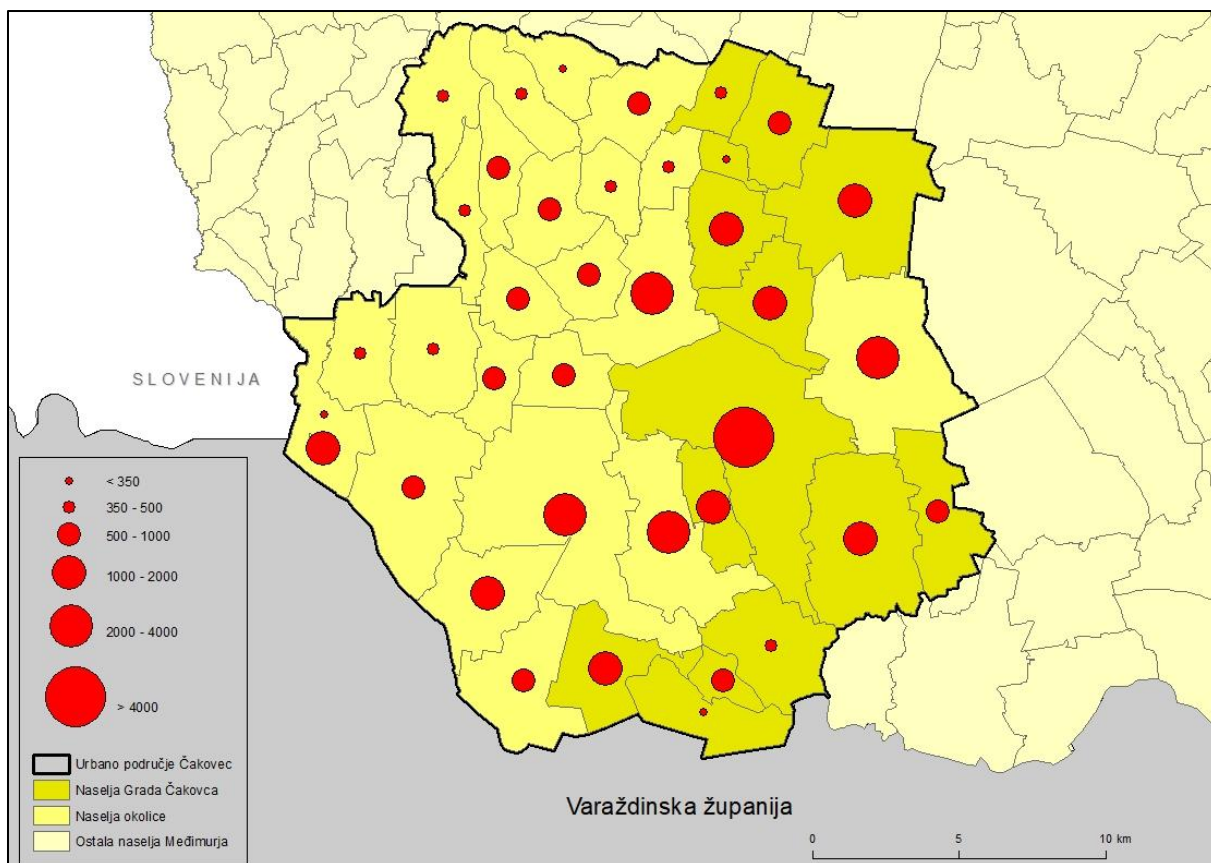 SLOVENIJA
< 350
350 - 500
500 - 1000
1000 - 2000
2000 - 4000
> 4000
Urbano područje Čakovec
Naselja Grada Čakovca
Naselja okolice
Ostala naselja Međimurja
Varaždinska županija
0 5 10 km